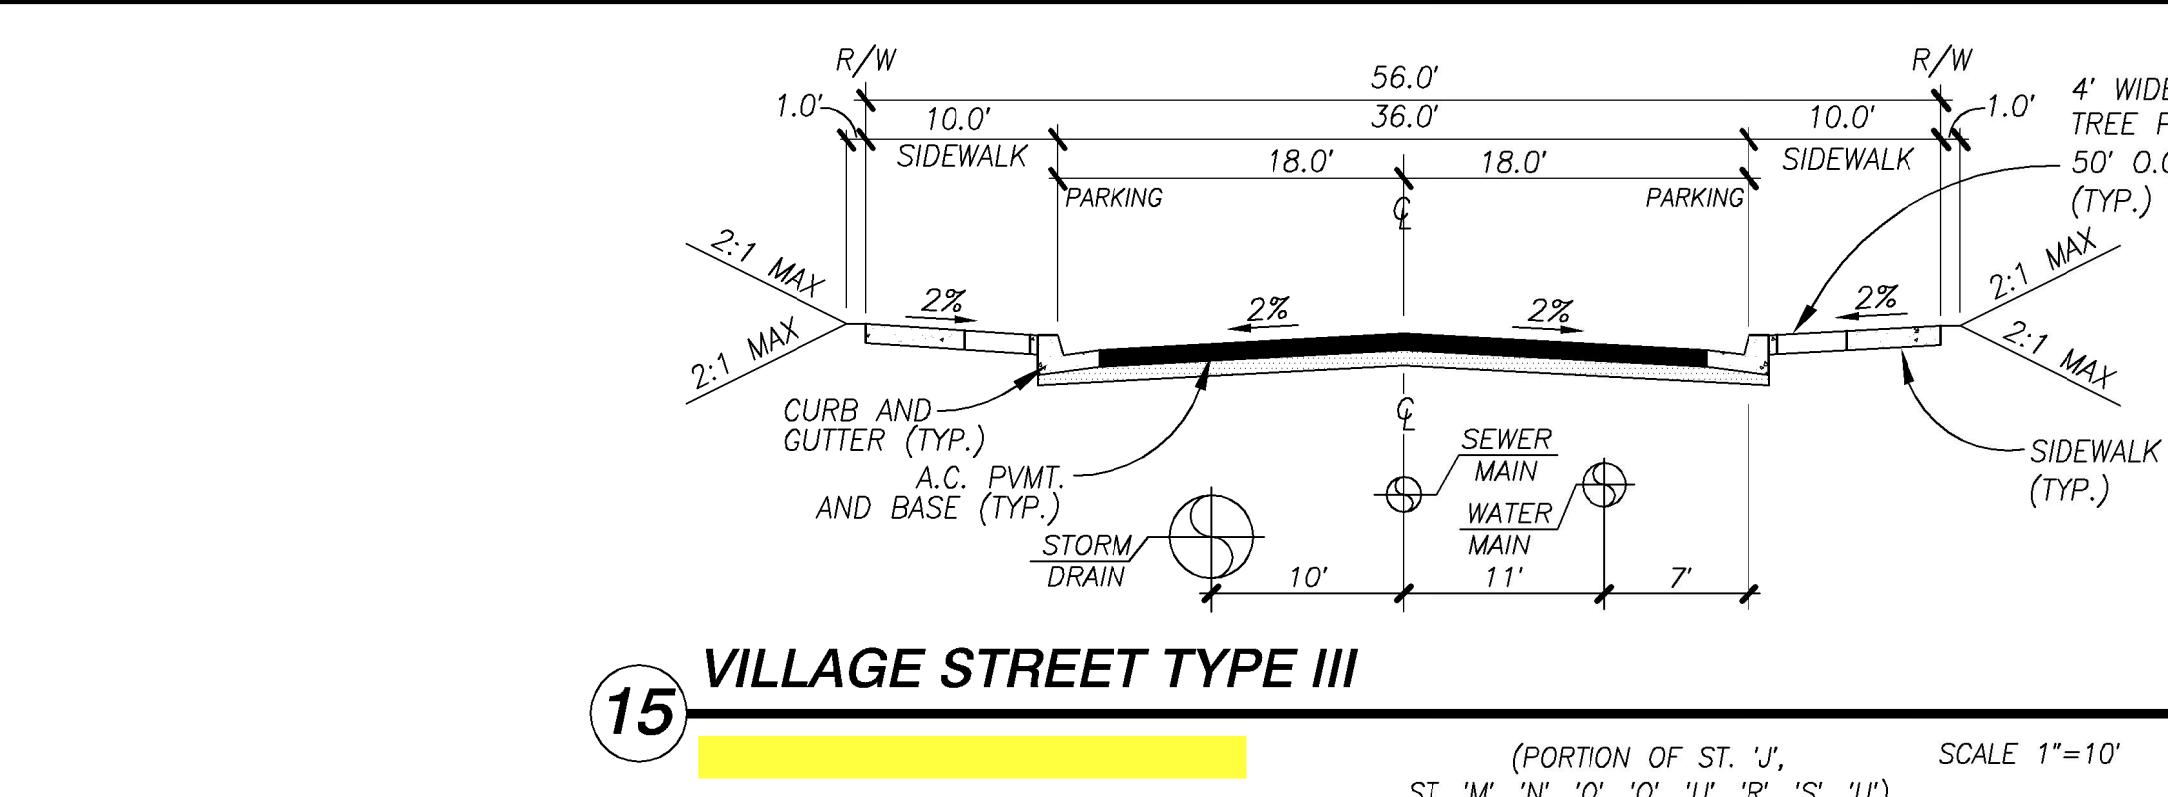 R/W
R/W
56.0'
1.0'
10.0'
36.0'
10.0'
1.0'
4' WIDE
TREE
50'
(TYP.)
SIDEWALK
18.0'
18.0'
SIDEWALK
PARKING
PARKING
℄
2:1 MAX
2:1 MAX
2%
2%
2%
2%
2:1 MAX
2:1 MAX
CURB AND
GUTTER (TYP.)
A.C. PVMT.
AND BASE (TYP.)
℄
SEWER
MAIN
WATER
MAIN
STORM
DRAIN
SIDEWALK
(TYP.)
10'
11'
7'
15
VILLAGE STREET TYPE III
(PORTION OF ST. 'J',
SCALE 1"=10'
ST. 'M', 'N',